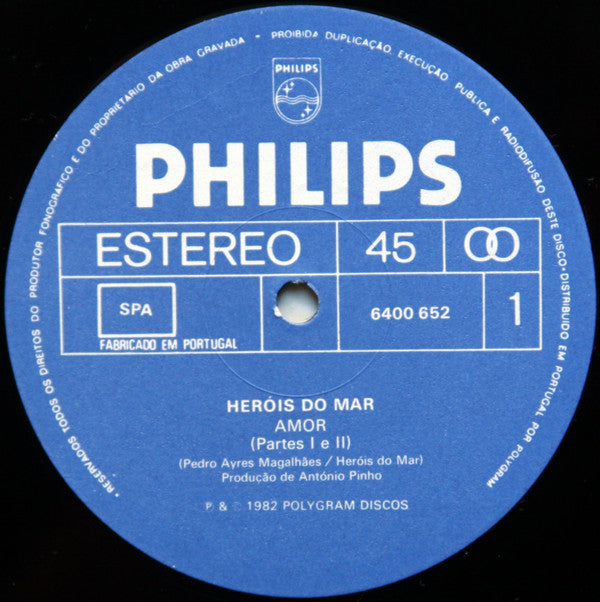 • RESERVADOS TODOS OS DIREITOS DO PRODUTOR FONOGRÁFICO E DO PROPRIETARIO DA OBRA GRAVADA - PROIBIDA DUPLICAÇÃO, EXECUÇÃO PUBLICA E RADIODIFUSÃO DESTE DISCO • DISTRIBUIDO EM PORTUGAL POR POLYGRAM
PHILIPS
PHILIPS
ESTEREO 45
SPA 6400 652 1
FABRICADO EM PORTUGAL
HERÓIS DO MAR
AMOR
(Partes I e II)
(Pedro Ayres Magalhães / Heróis do Mar)
Produção de António Pinho
℗ & © 1982 POLYGRAM DISCOS